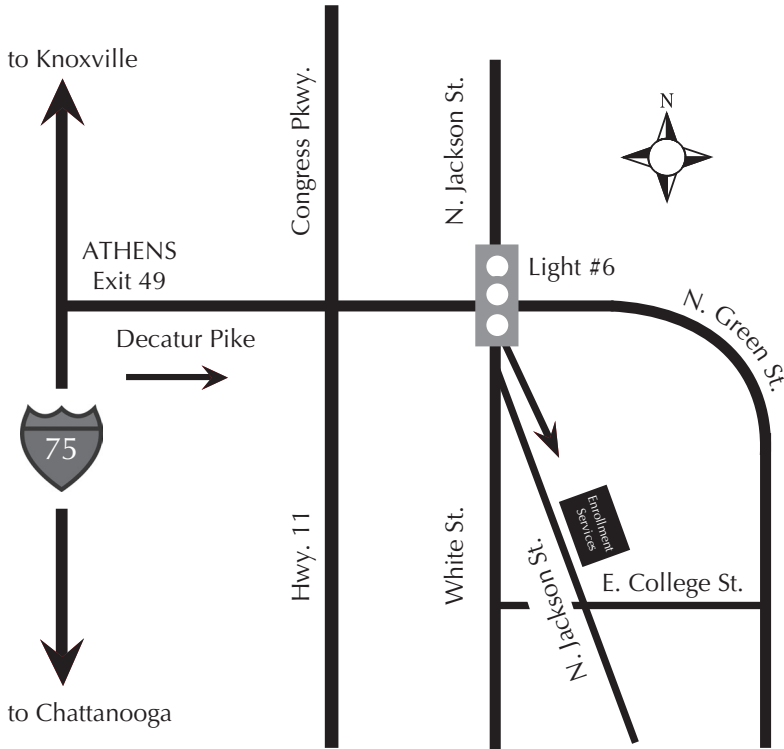 to Knoxville
Congress Pkwy.
N. Jackson St.
N
ATHENS
Exit 49
Light #6
N. Green St.
Decatur Pike
75
Enrollment
Services
Hwy. 11
White St.
N. Jackson St.
E. College St.
to Chattanooga